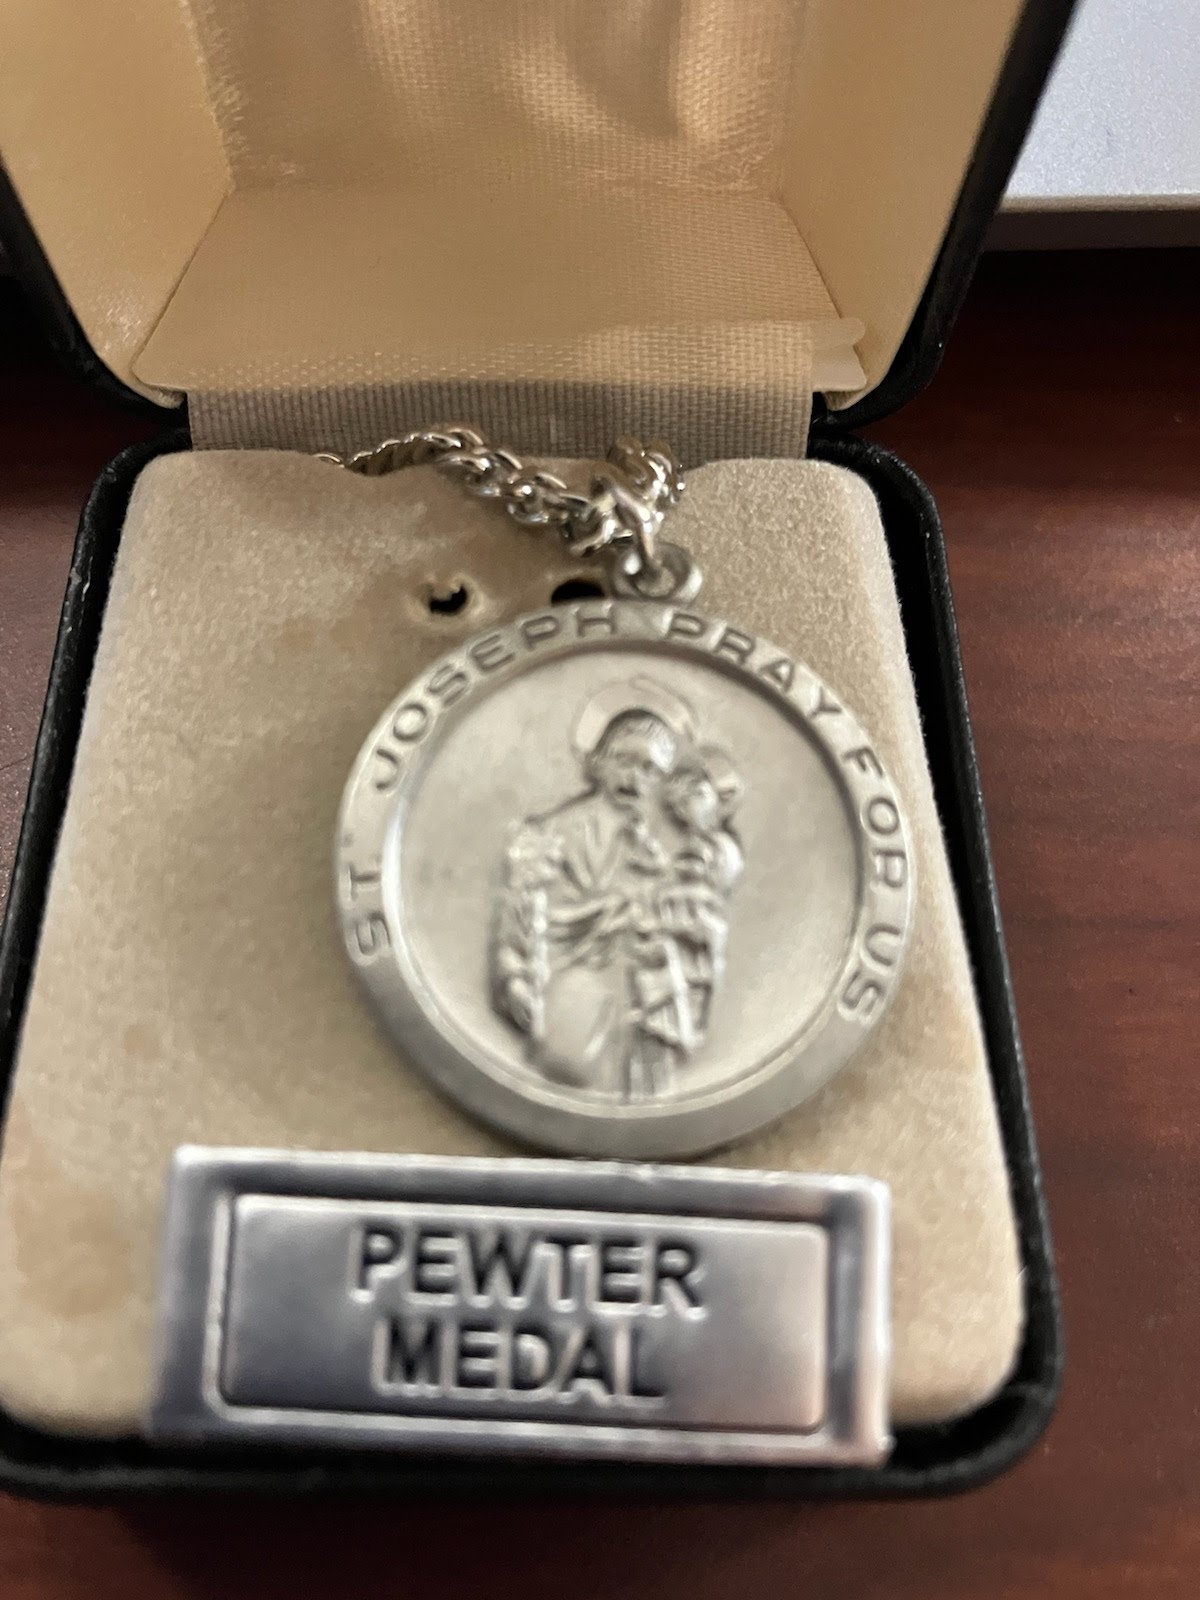 ST. JOSEPH PRAY FOR US
PEWTER
MEDAL